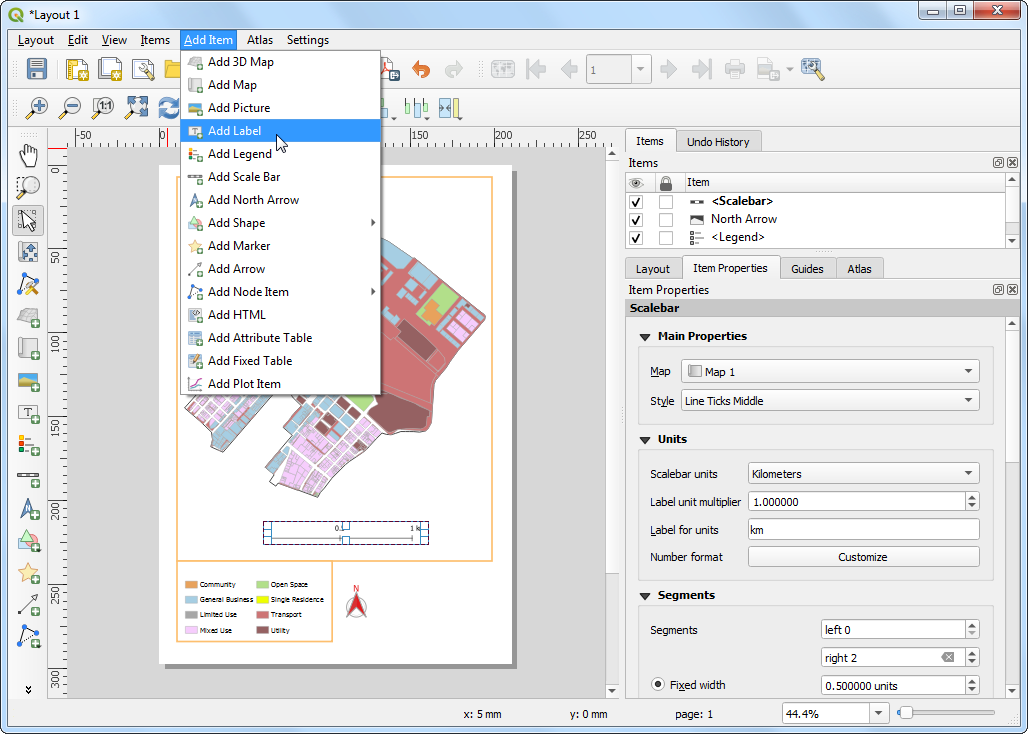 *Layout 1
Layout Edit View Items Add Item Atlas Settings
Add 3D Map
Add Map
Add Picture
Add Label
Add Legend
Add Scale Bar
Add North Arrow
Add Shape
Add Marker
Add Arrow
Add Node Item
Add HTML
Add Attribute Table
Add Fixed Table
Add Plot Item
1
1:1
-50 0 150 200 250
0
50
100
150
200
250
300
1 k
Community
General Business
Limited Use
Mixed Use
Open Space
Single Residence
Transport
Utility
N
Items Undo History
Items
Item
<Scalebar>
North Arrow
<Legend>
Layout Item Properties Guides Atlas
Item Properties
Scalebar
Main Properties
Map Map 1
Style Line Ticks Middle
Units
Scalebar units Kilometers
Label unit multiplier 1.000000
Label for units km
Number format Customize
Segments
Segments left 0
right 2
Fixed width 0.500000 units
x: 5 mm y: 0 mm page: 1 44.4%